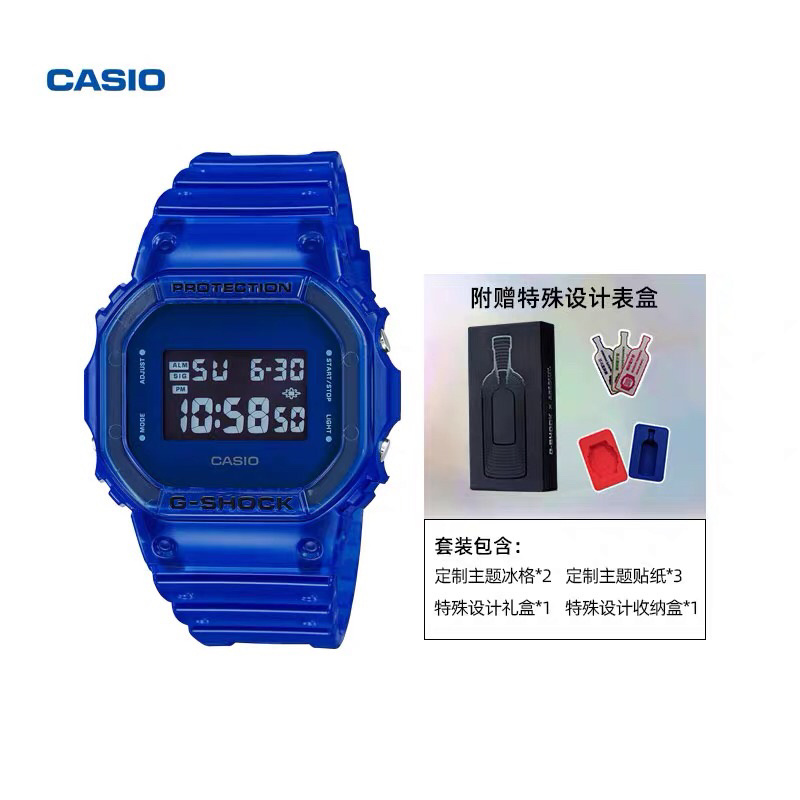 CASIO
PROTECTION
ADJUST
START/STOP
MODE
LIGHT
ALM
SIG
PM
SU 6-30
10:58 50
CASIO
G-SHOCK
附赠特殊设计表盒
套装包含：
定制主题冰格*2 定制主题贴纸*3
特殊设计礼盒*1 特殊设计收纳盒*1